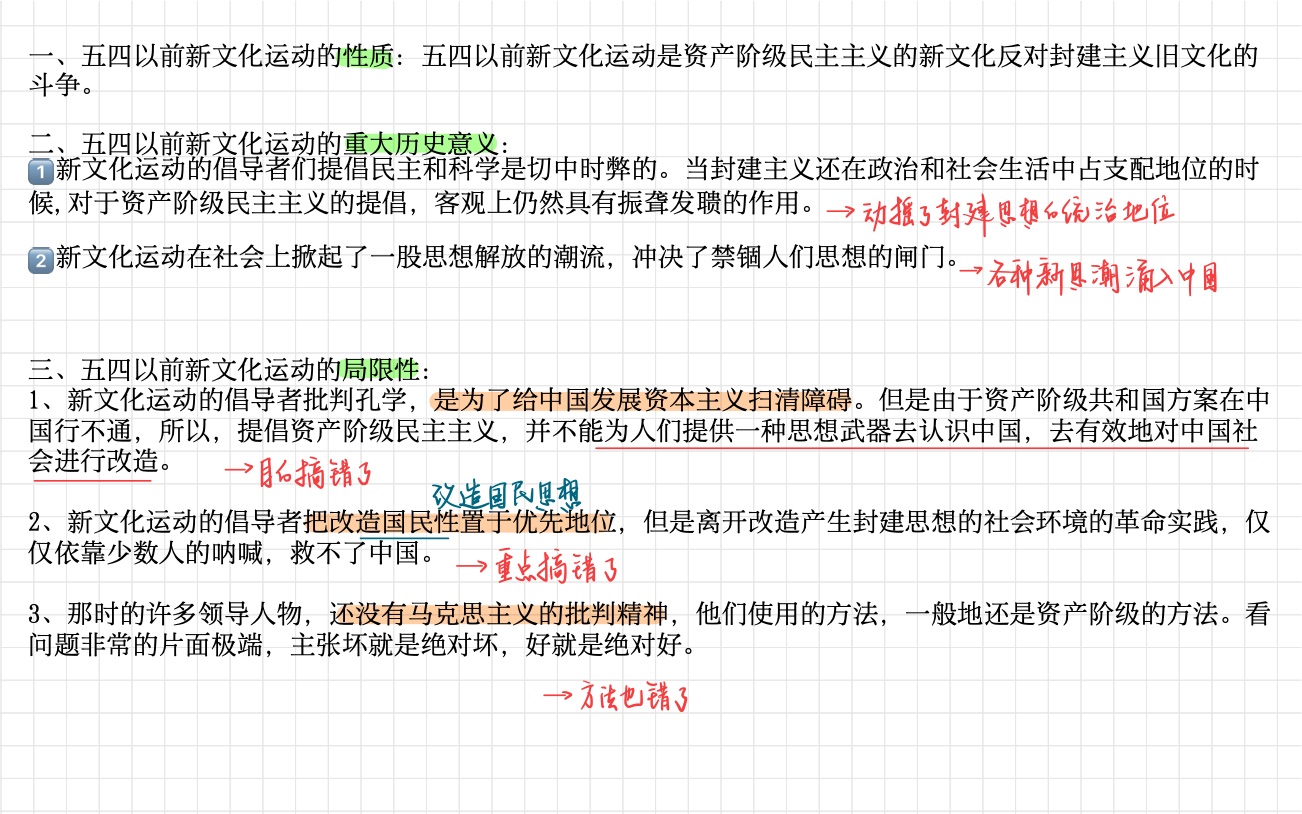 一、五四以前新文化运动的性质：五四以前新文化运动是资产阶级民主主义的新文化反对封建主义旧文化的
斗争。
二、五四以前新文化运动的重大历史意义：
1 新文化运动的倡导者们提倡民主和科学是切中时弊的。当封建主义还在政治和社会生活中占支配地位的时
候,对于资产阶级民主主义的提倡，客观上仍然具有振聋发聩的作用。
→动摇了封建思想的统治地位
2 新文化运动在社会上掀起了一股思想解放的潮流，冲决了禁锢人们思想的闸门。
→各种新思潮涌入中国
三、五四以前新文化运动的局限性：
1、新文化运动的倡导者批判孔学，是为了给中国发展资本主义扫清障碍。但是由于资产阶级共和国方案在中
国行不通，所以，提倡资产阶级民主主义，并不能为人们提供一种思想武器去认识中国，去有效地对中国社
会进行改造。
→目的搞错了
改造国民思想
2、新文化运动的倡导者把改造国民性置于优先地位，但是离开改造产生封建思想的社会环境的革命实践，仅
仅依靠少数人的呐喊，救不了中国。
→重点搞错了
3、那时的许多领导人物，还没有马克思主义的批判精神，他们使用的方法，一般地还是资产阶级的方法。看
问题非常的片面极端，主张坏就是绝对坏，好就是绝对好。
→方法也错了